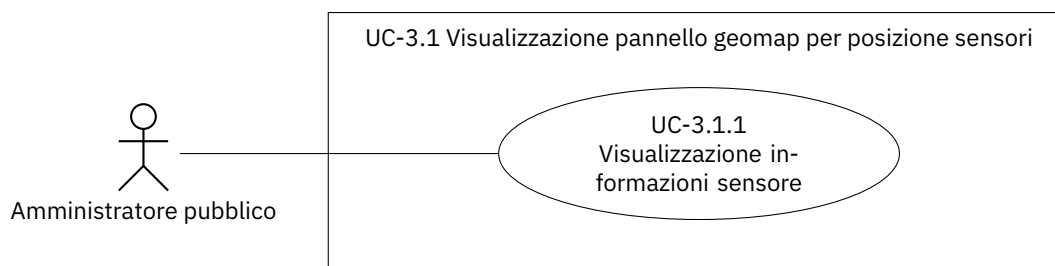 UC-3.1 Visualizzazione pannello geomap per posizione sensori
UC-3.1.1
Visualizzazione in-
formazioni sensore
Amministratore pubblico